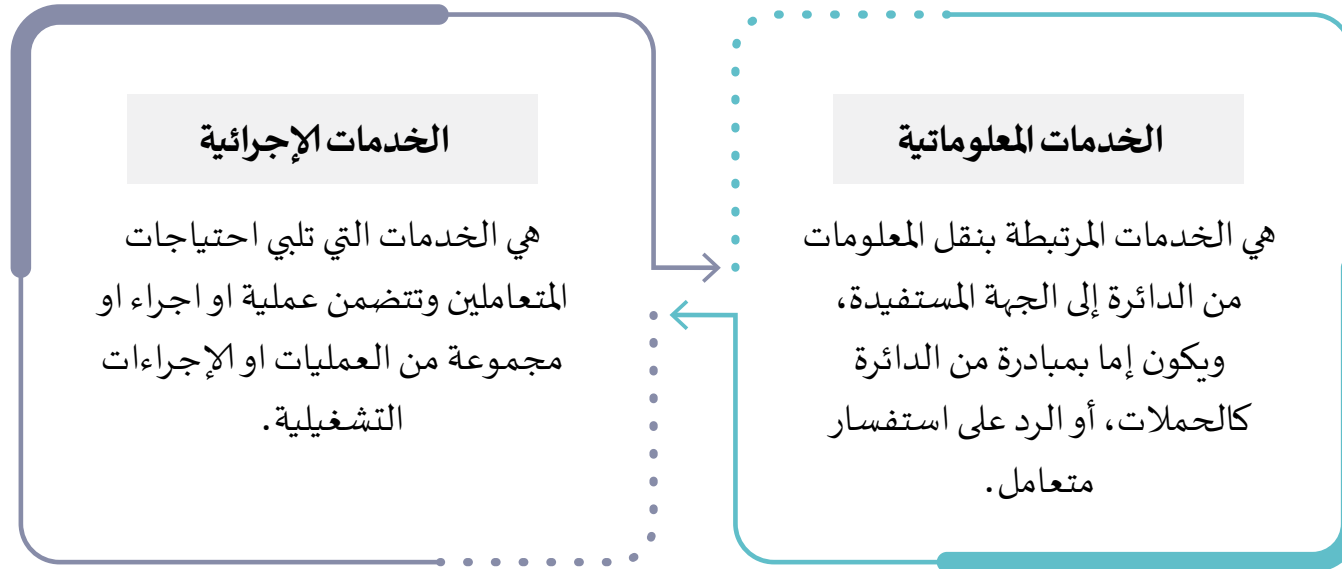 الخدمات المعلوماتية
هي الخدمات المرتبطة بنقل المعلومات
من الدائرة إلى الجهة المستفيدة،
ويكون إما بمبادرة من الدائرة
كالحملات، أو الرد على استفسار
متعامل.
الخدمات الإجرائية
هي الخدمات التي تلبي احتياجات
المتعاملين وتتضمن عملية او اجراء او
مجموعة من العمليات او الإجراءات
التشغيلية.